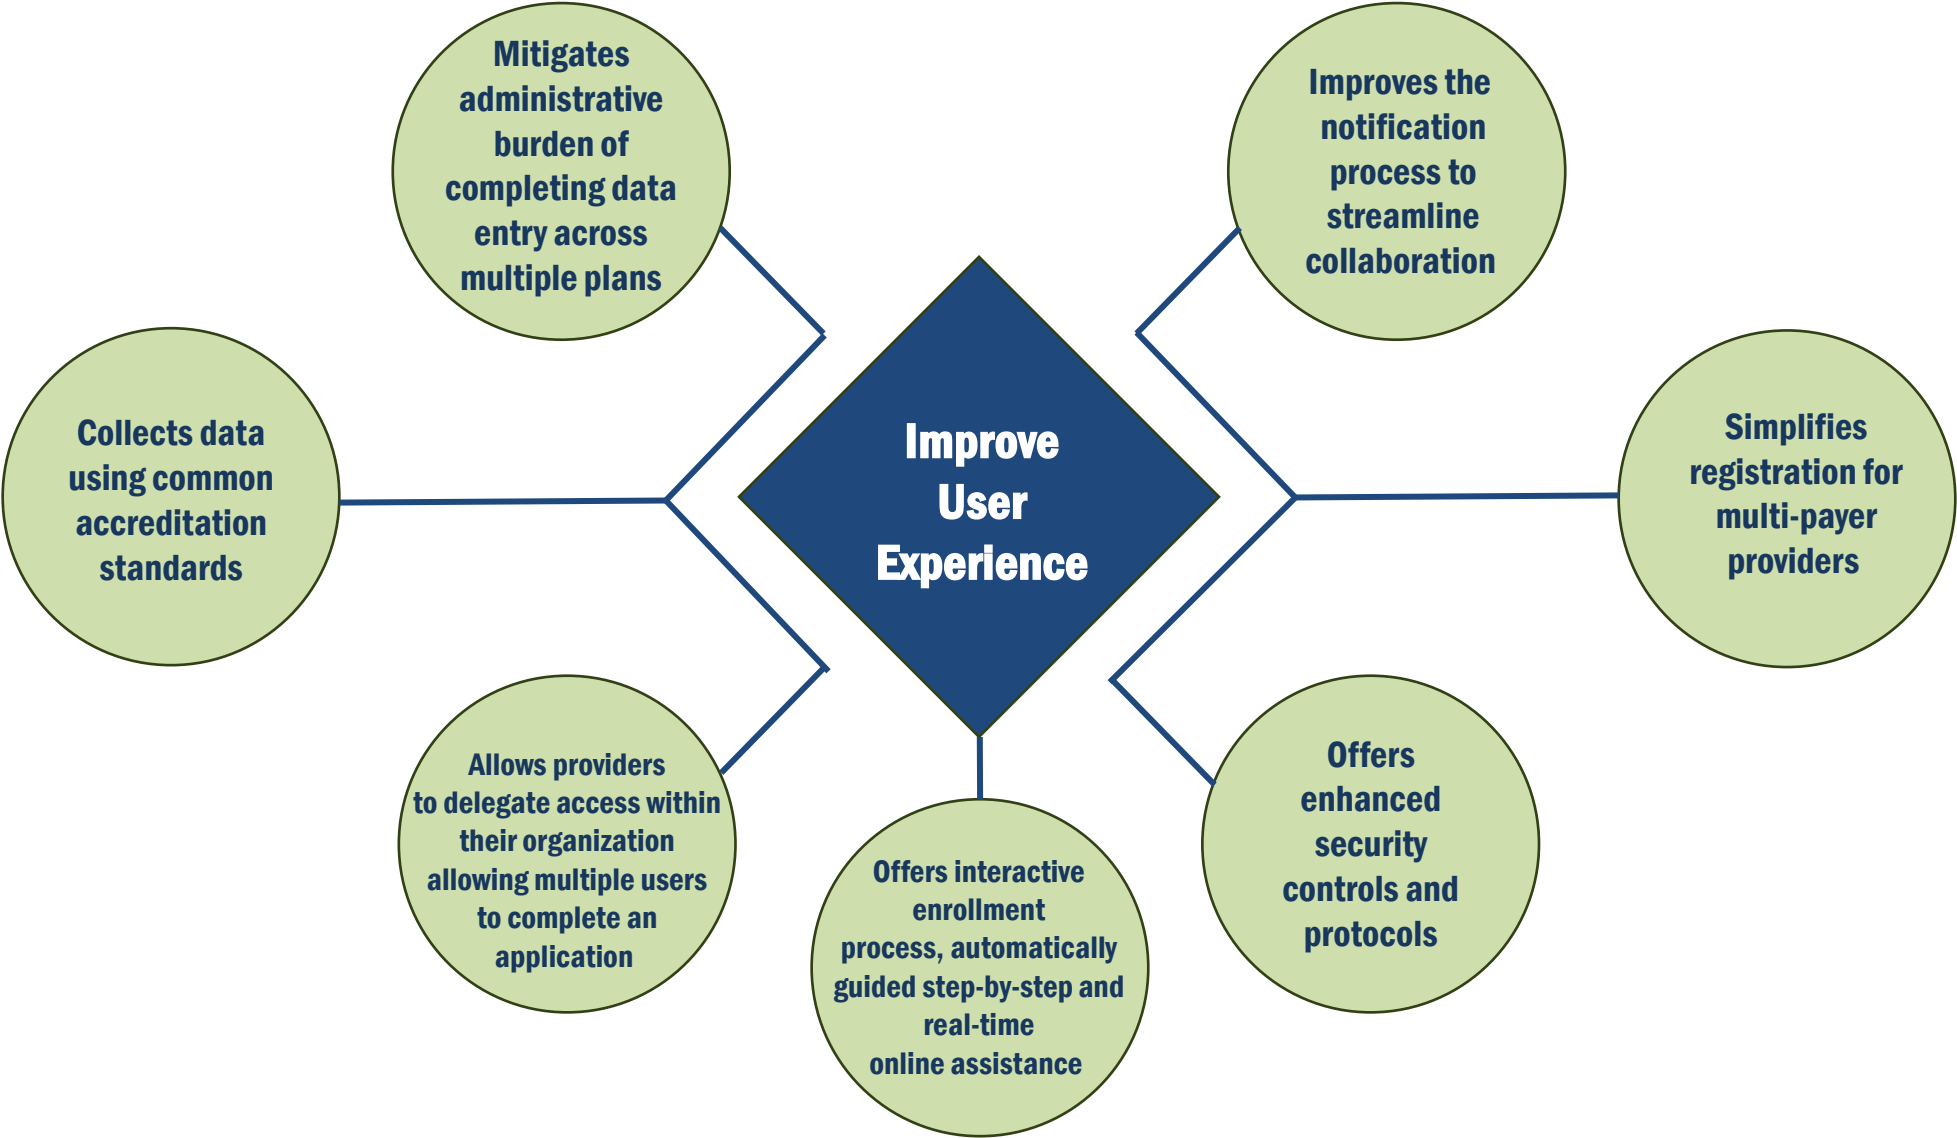 Mitigates
administrative
burden of
completing data
entry across
multiple plans
Improves the
notification
process to
streamline
collaboration
Collects data
using common
accreditation
standards
Improve
User
Experience
Simplifies
registration for
multi-payer
providers
Allows providers
to delegate access within
their organization
allowing multiple users
to complete an
application
Offers interactive
enrollment
process, automatically
guided step-by-step and
real-time
online assistance
Offers
enhanced
security
controls and
protocols